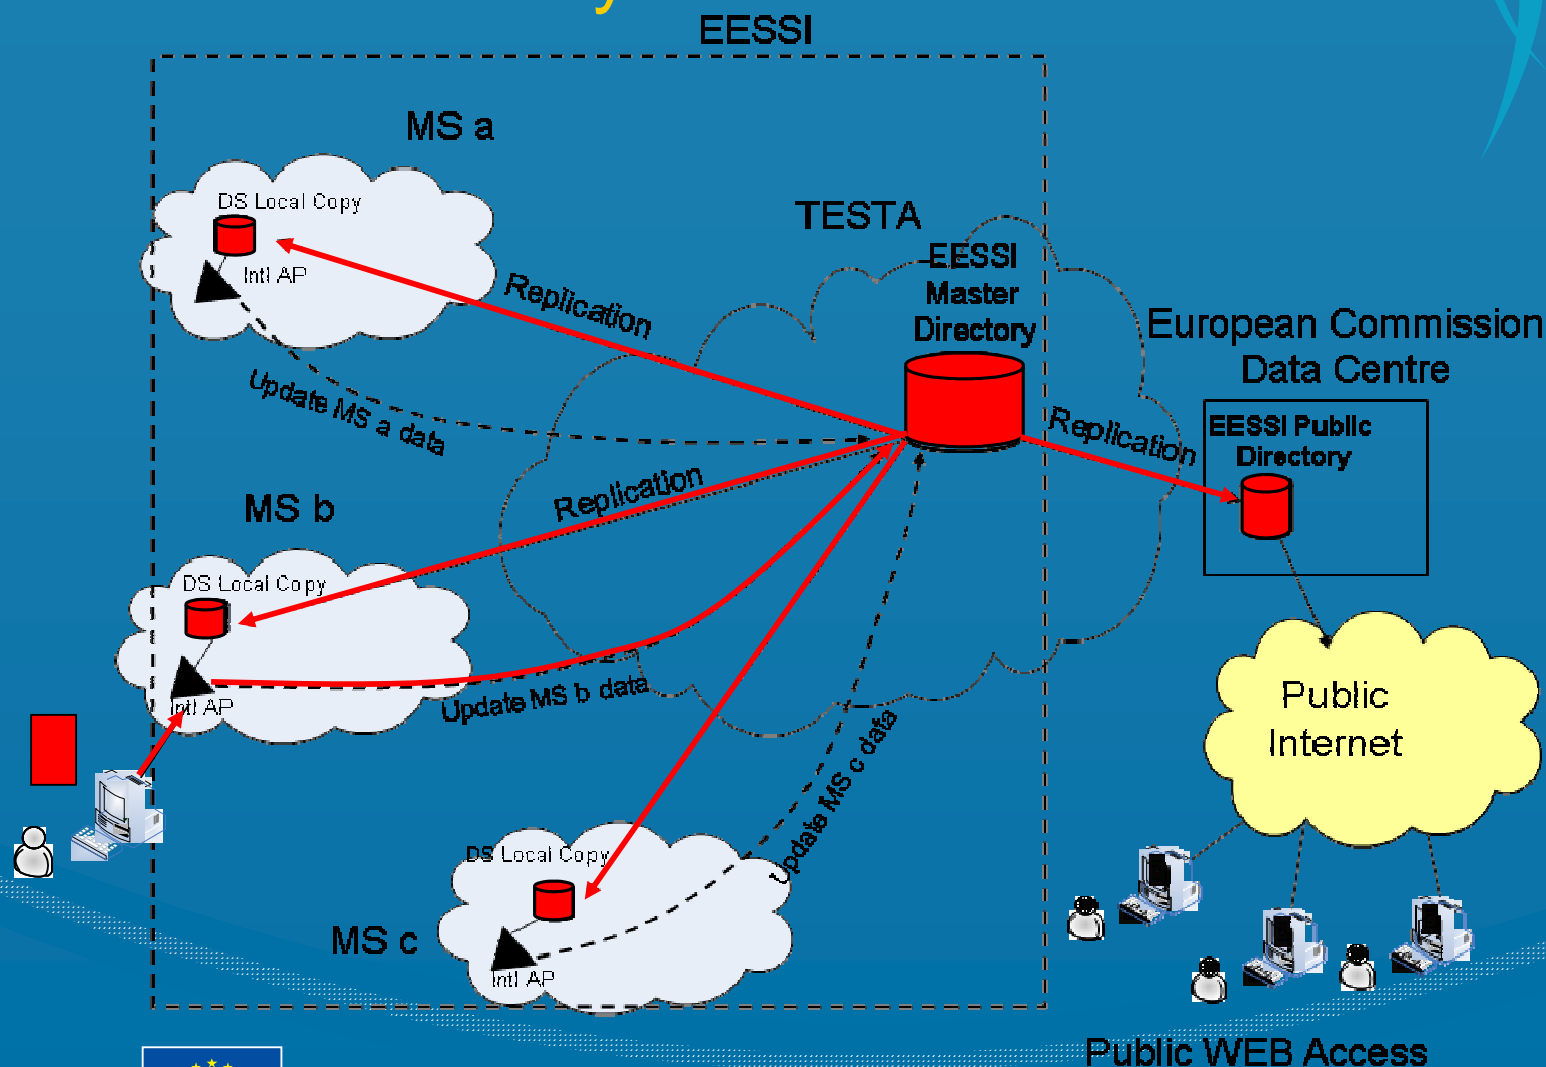 EESSI
MS a
DS Local Copy
Intl AP
TESTA
EESSI
Master
Directory
Replication
Update MS a data
European Commission
Data Centre
Replication
EESSI Public
Directory
MS b
Replication
DS Local Copy
Intl AP
Update MS b data
Public
Internet
Update MS c data
DS Local Copy
MS c
Intl AP
Public WEB Access